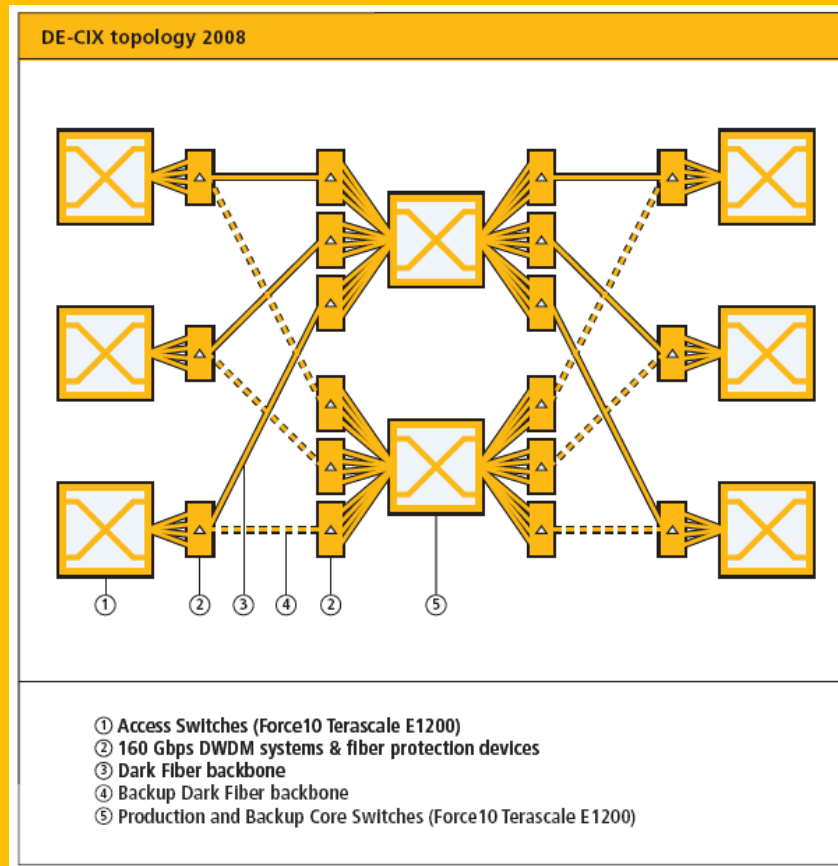 DE-CIX topology 2008
① ② ③ ④ ② ⑤
① Access Switches (Force10 Terascale E1200)
② 160 Gbps DWDM systems & fiber protection devices
③ Dark Fiber backbone
④ Backup Dark Fiber backbone
⑤ Production and Backup Core Switches (Force10 Terascale E1200)